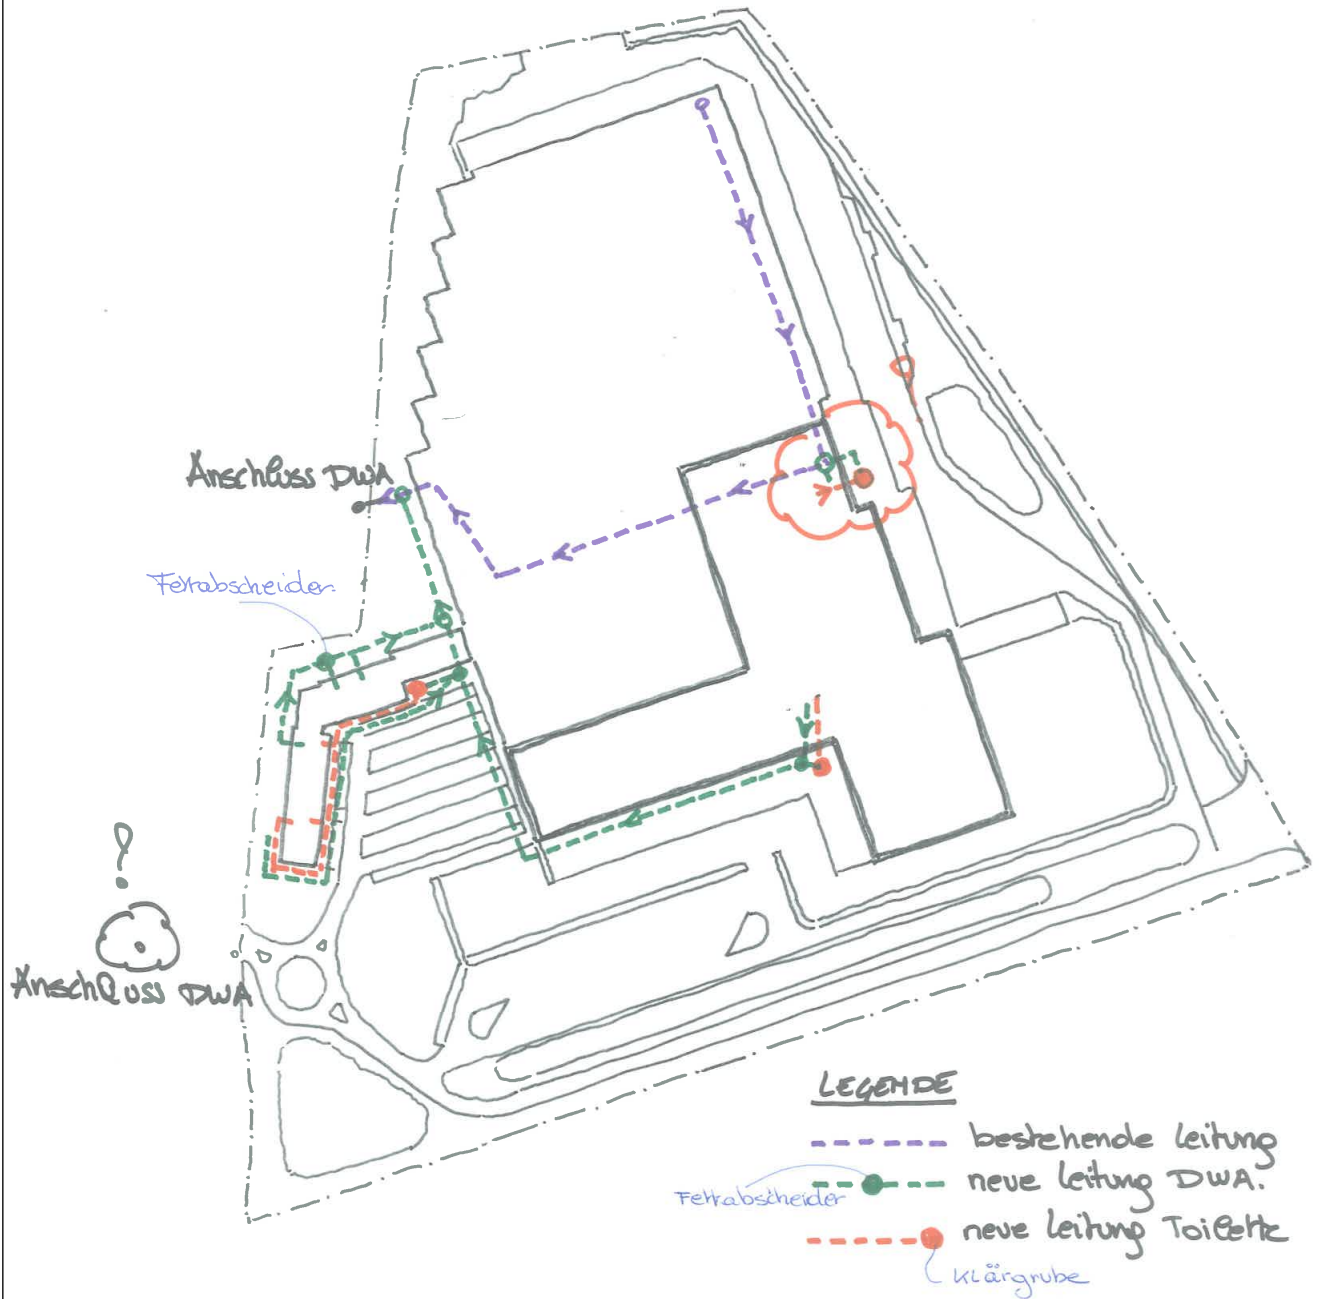 Anschluss DWA
Fettabscheider
?
Anschluss DWA
LEGENDE
bestehende Leitung
neue Leitung DWA.
Fettabscheider
neue Leitung Toilette
Klärgrube